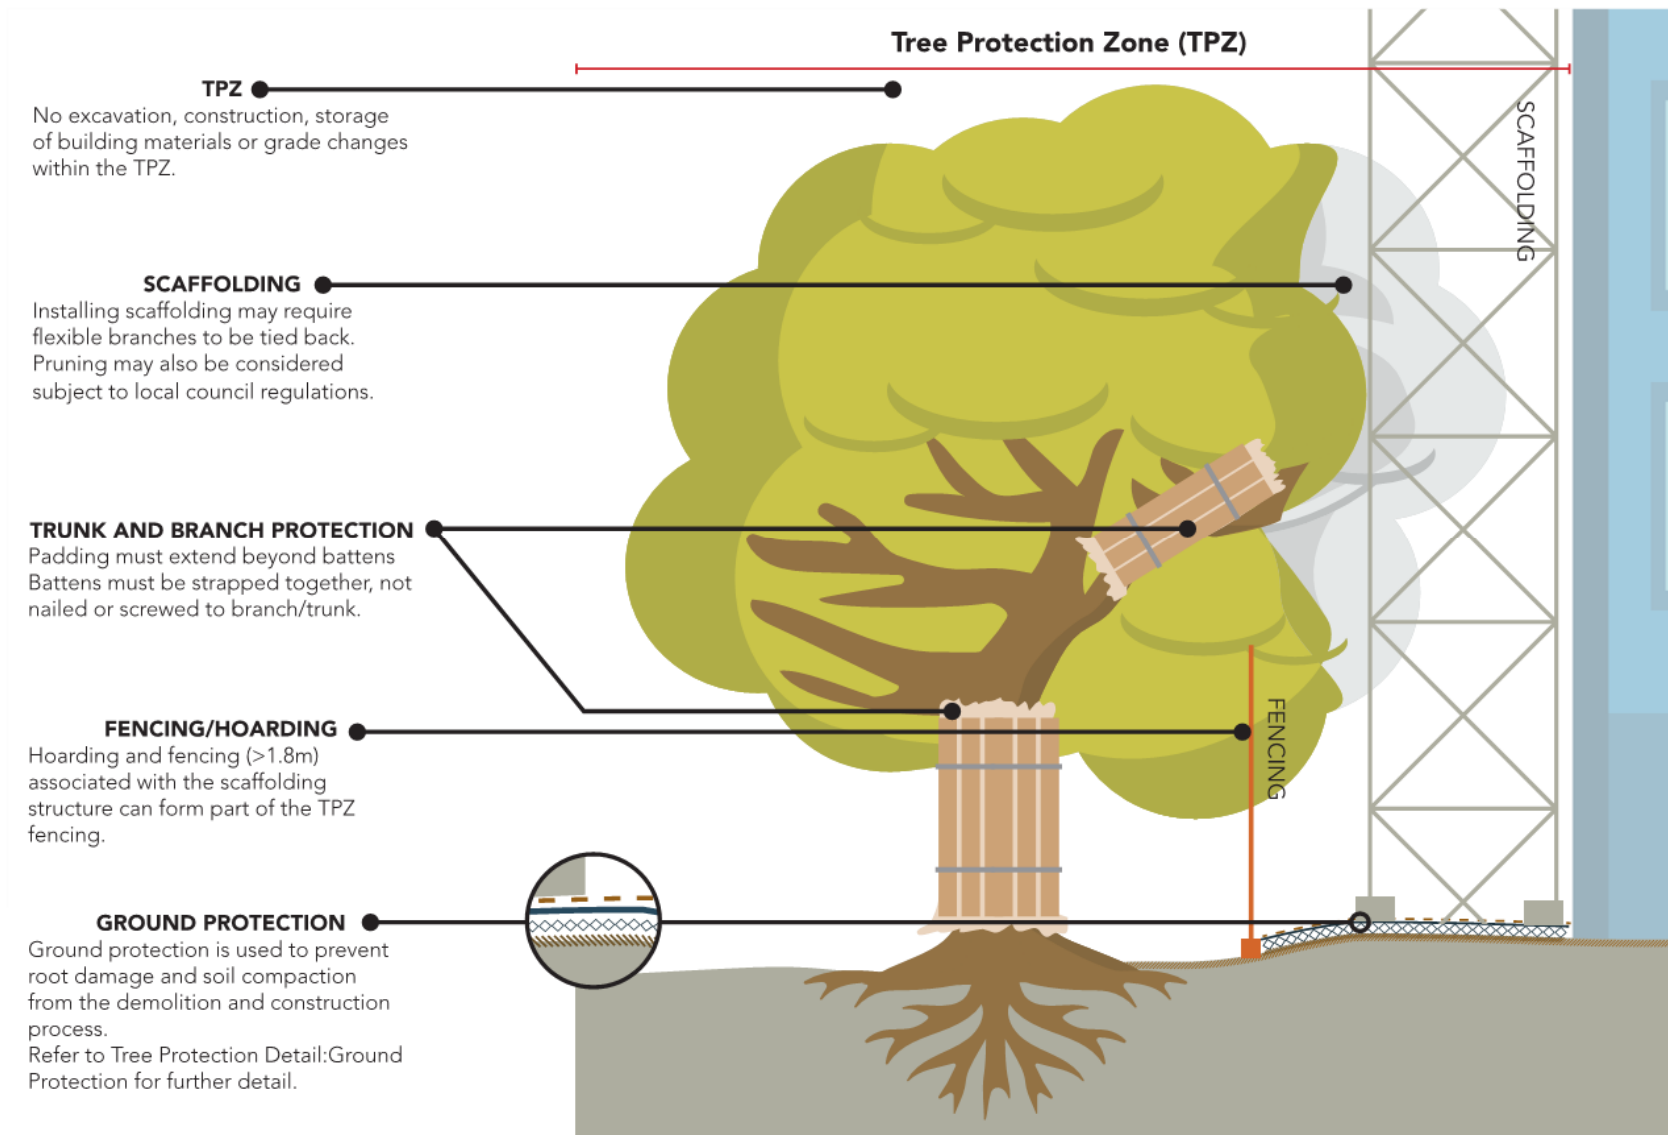 Tree Protection Zone (TPZ)
TPZ
No excavation, construction, storage
of building materials or grade changes
within the TPZ.
SCAFFOLDING
SCAFFOLDING
Installing scaffolding may require
flexible branches to be tied back.
Pruning may also be considered
subject to local council regulations.
TRUNK AND BRANCH PROTECTION
Padding must extend beyond battens
Battens must be strapped together, not
nailed or screwed to branch/trunk.
FENCING/HOARDING
Hoarding and fencing (>1.8m)
associated with the scaffolding
structure can form part of the TPZ
fencing.
FENCING
GROUND PROTECTION
Ground protection is used to prevent
root damage and soil compaction
from the demolition and construction
process.
Refer to Tree Protection Detail:Ground
Protection for further detail.